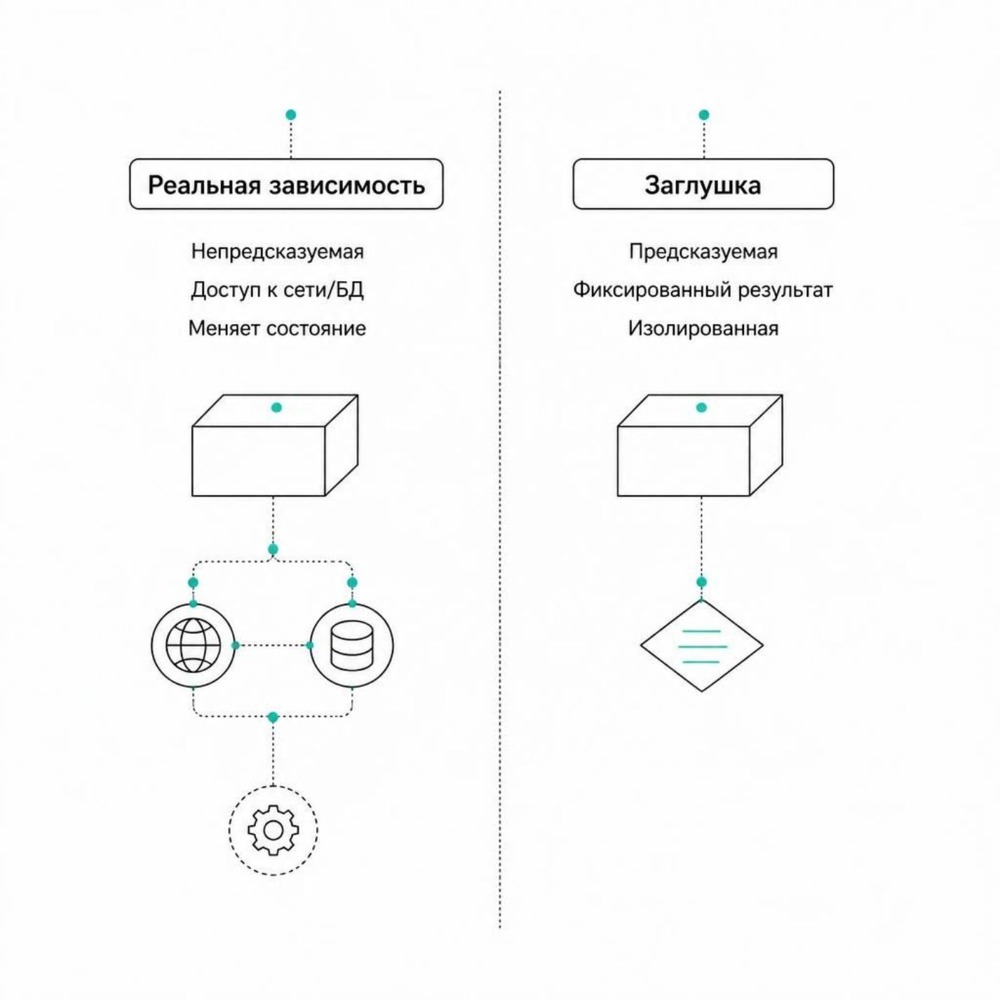 Реальная зависимость
Непредсказуемая
Доступ к сети/БД
Меняет состояние
Заглушка
Предсказуемая
Фиксированный результат
Изолированная